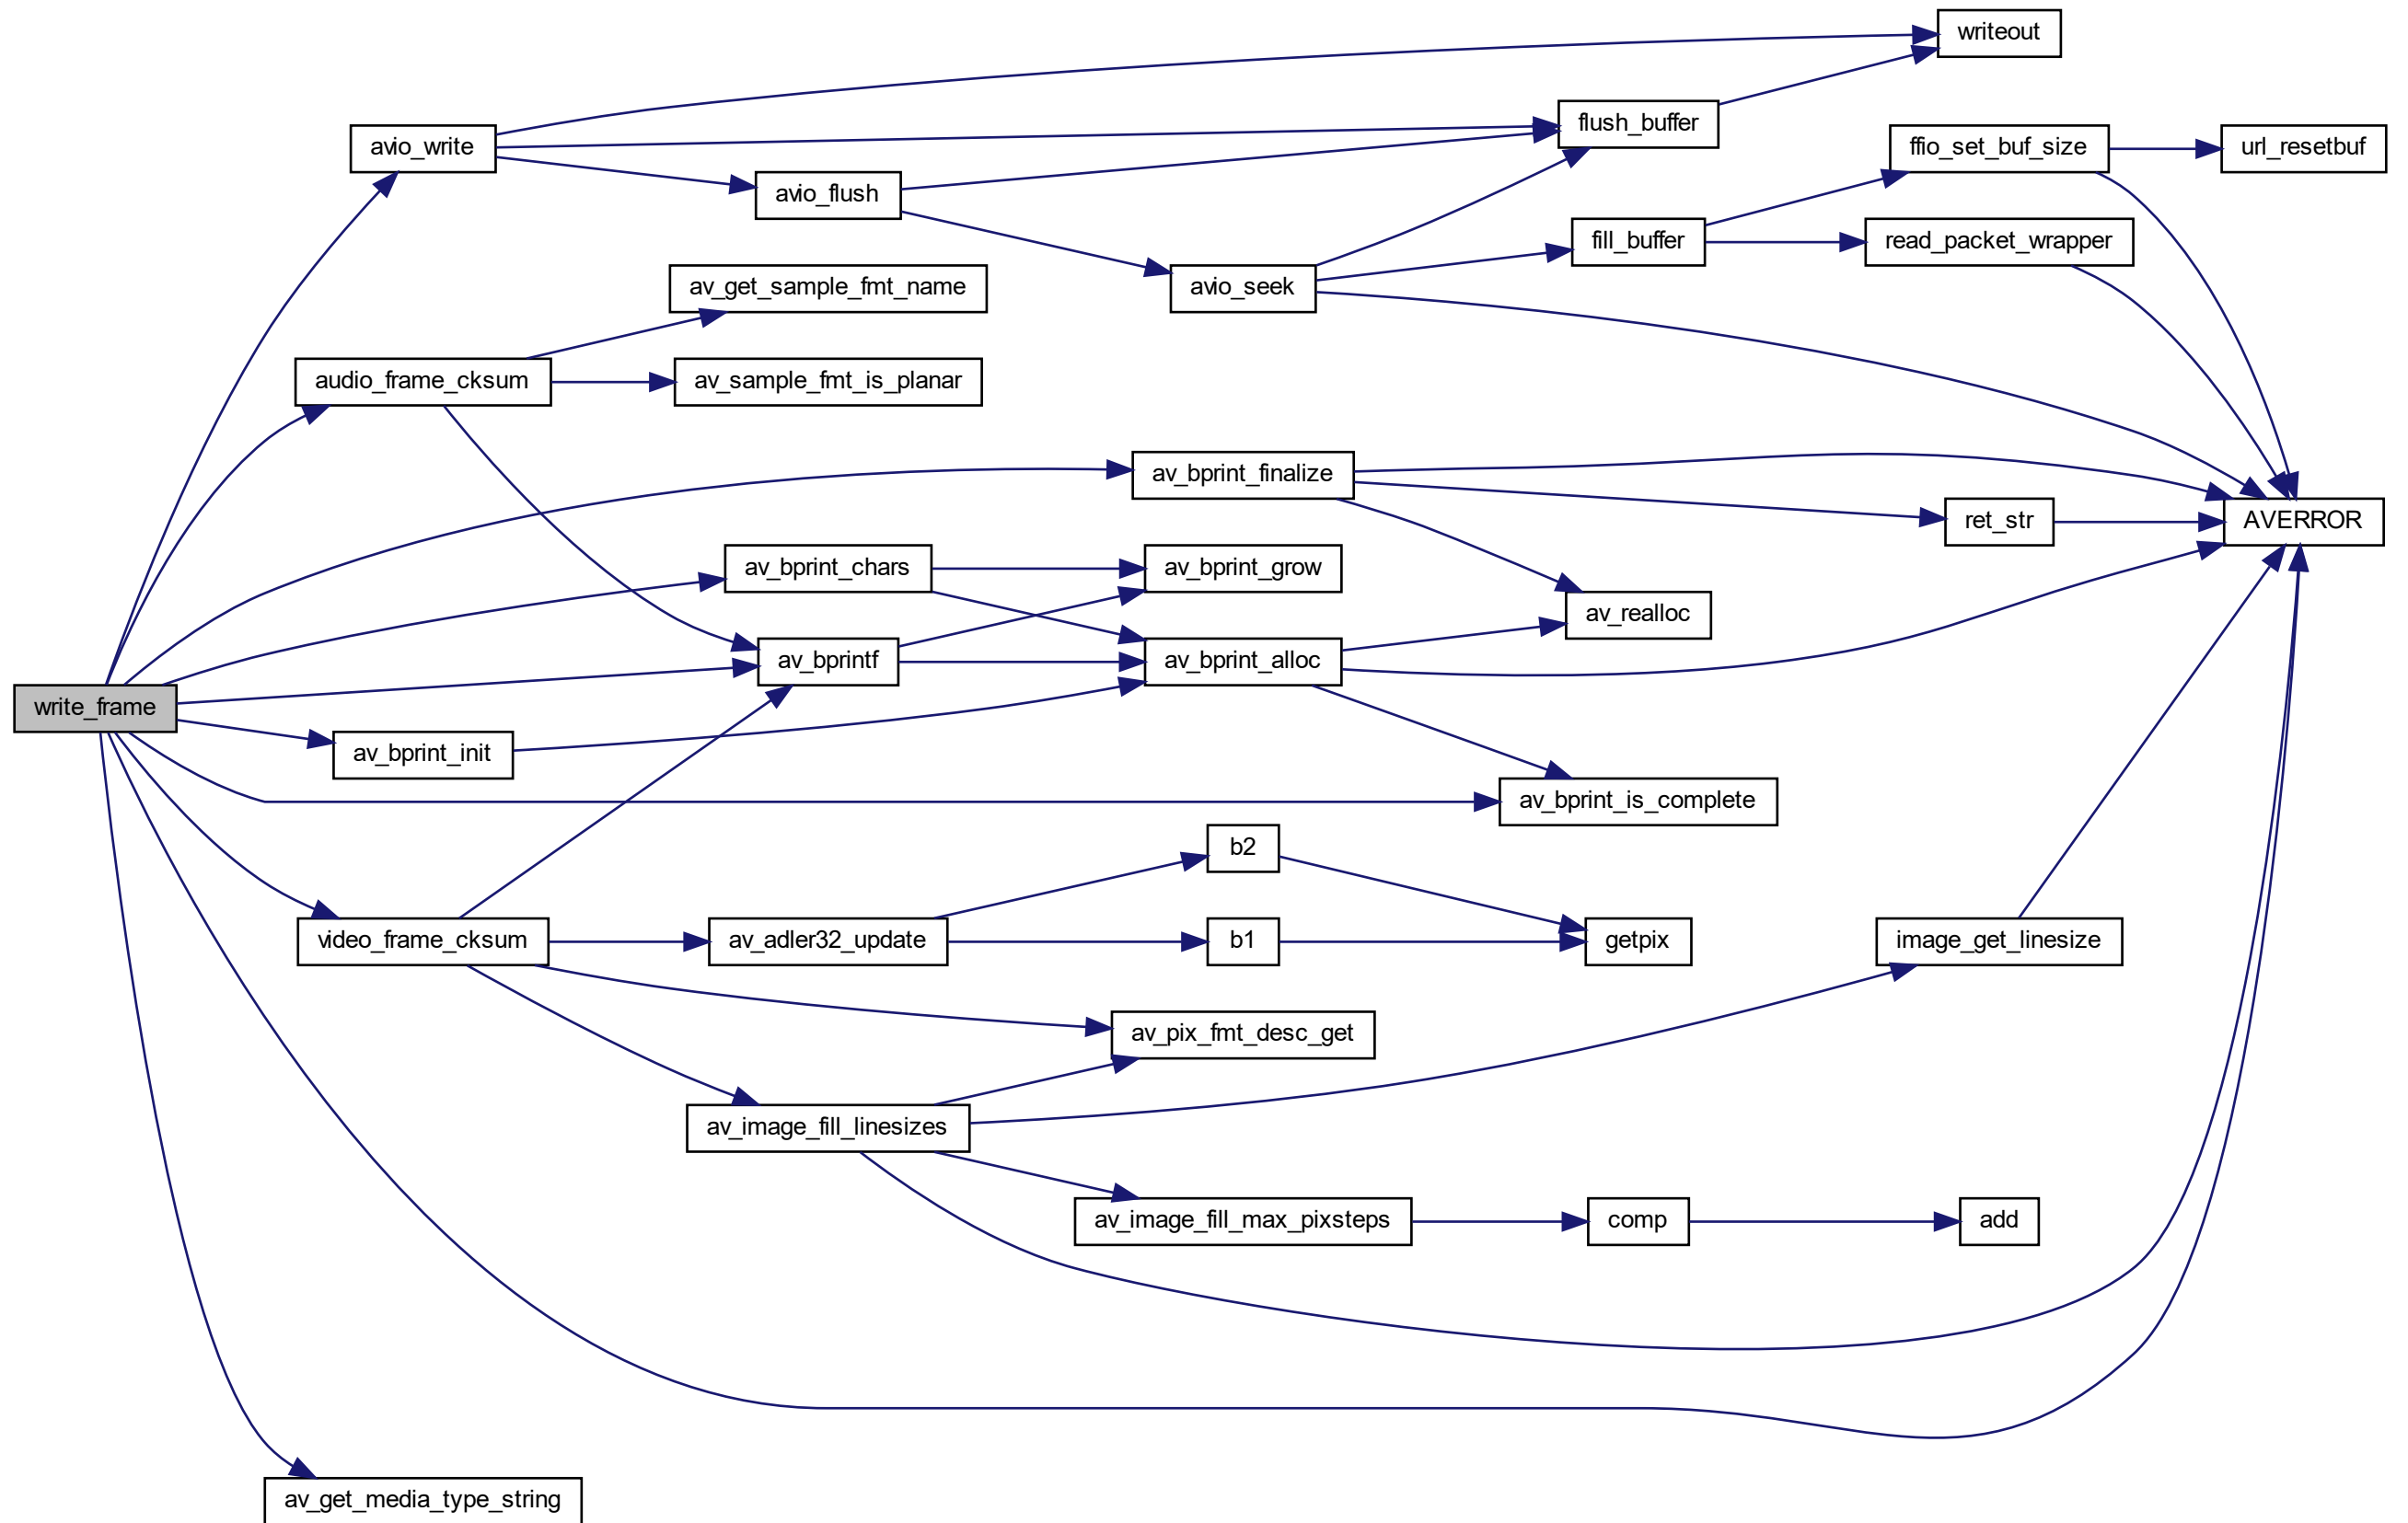 writeout
flush_buffer
avio_write
ffio_set_buf_size
url_resetbuf
avio_flush
fill_buffer
read_packet_wrapper
av_get_sample_fmt_name
avio_seek
audio_frame_cksum
av_sample_fmt_is_planar
av_bprint_finalize
ret_str
AVERROR
av_bprint_chars
av_bprint_grow
av_realloc
av_bprintf
av_bprint_alloc
write_frame
av_bprint_init
av_bprint_is_complete
b2
video_frame_cksum
av_adler32_update
b1
getpix
image_get_linesize
av_pix_fmt_desc_get
av_image_fill_linesizes
av_image_fill_max_pixsteps
comp
add
av_get_media_type_string